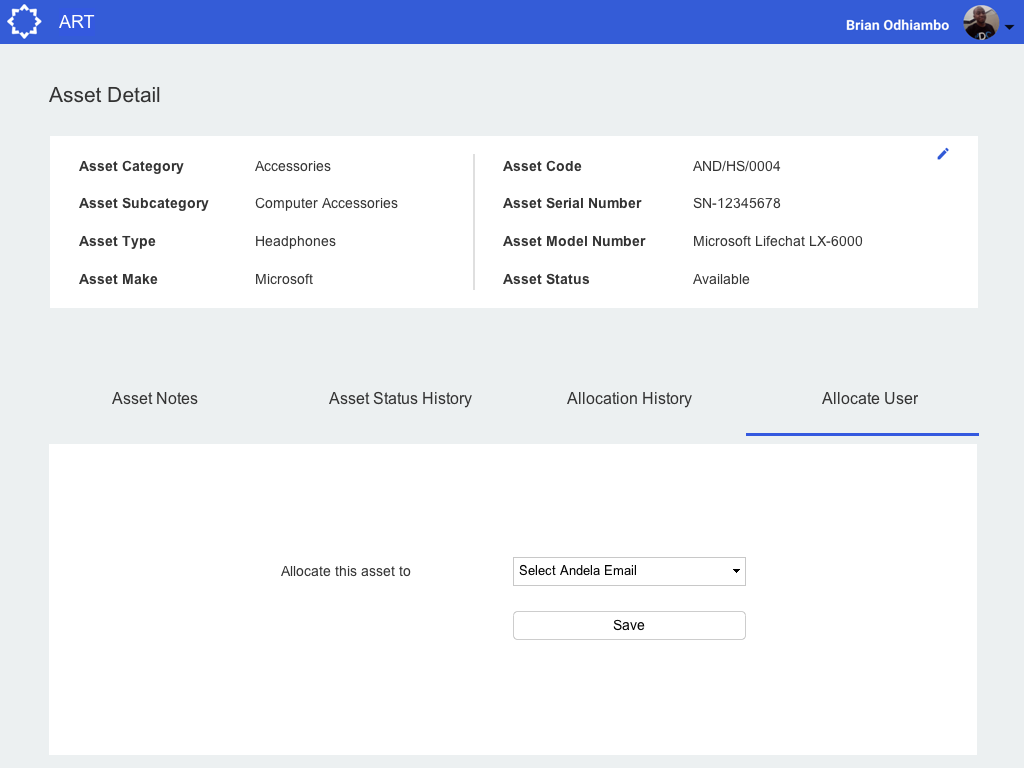 ART
Brian Odhiambo
Asset Detail
Asset Category Accessories
Asset Subcategory Computer Accessories
Asset Type Headphones
Asset Make Microsoft
Asset Code AND/HS/0004
Asset Serial Number SN-12345678
Asset Model Number Microsoft Lifechat LX-6000
Asset Status Available
Asset Notes Asset Status History Allocation History Allocate User
Allocate this asset to Select Andela Email
Save